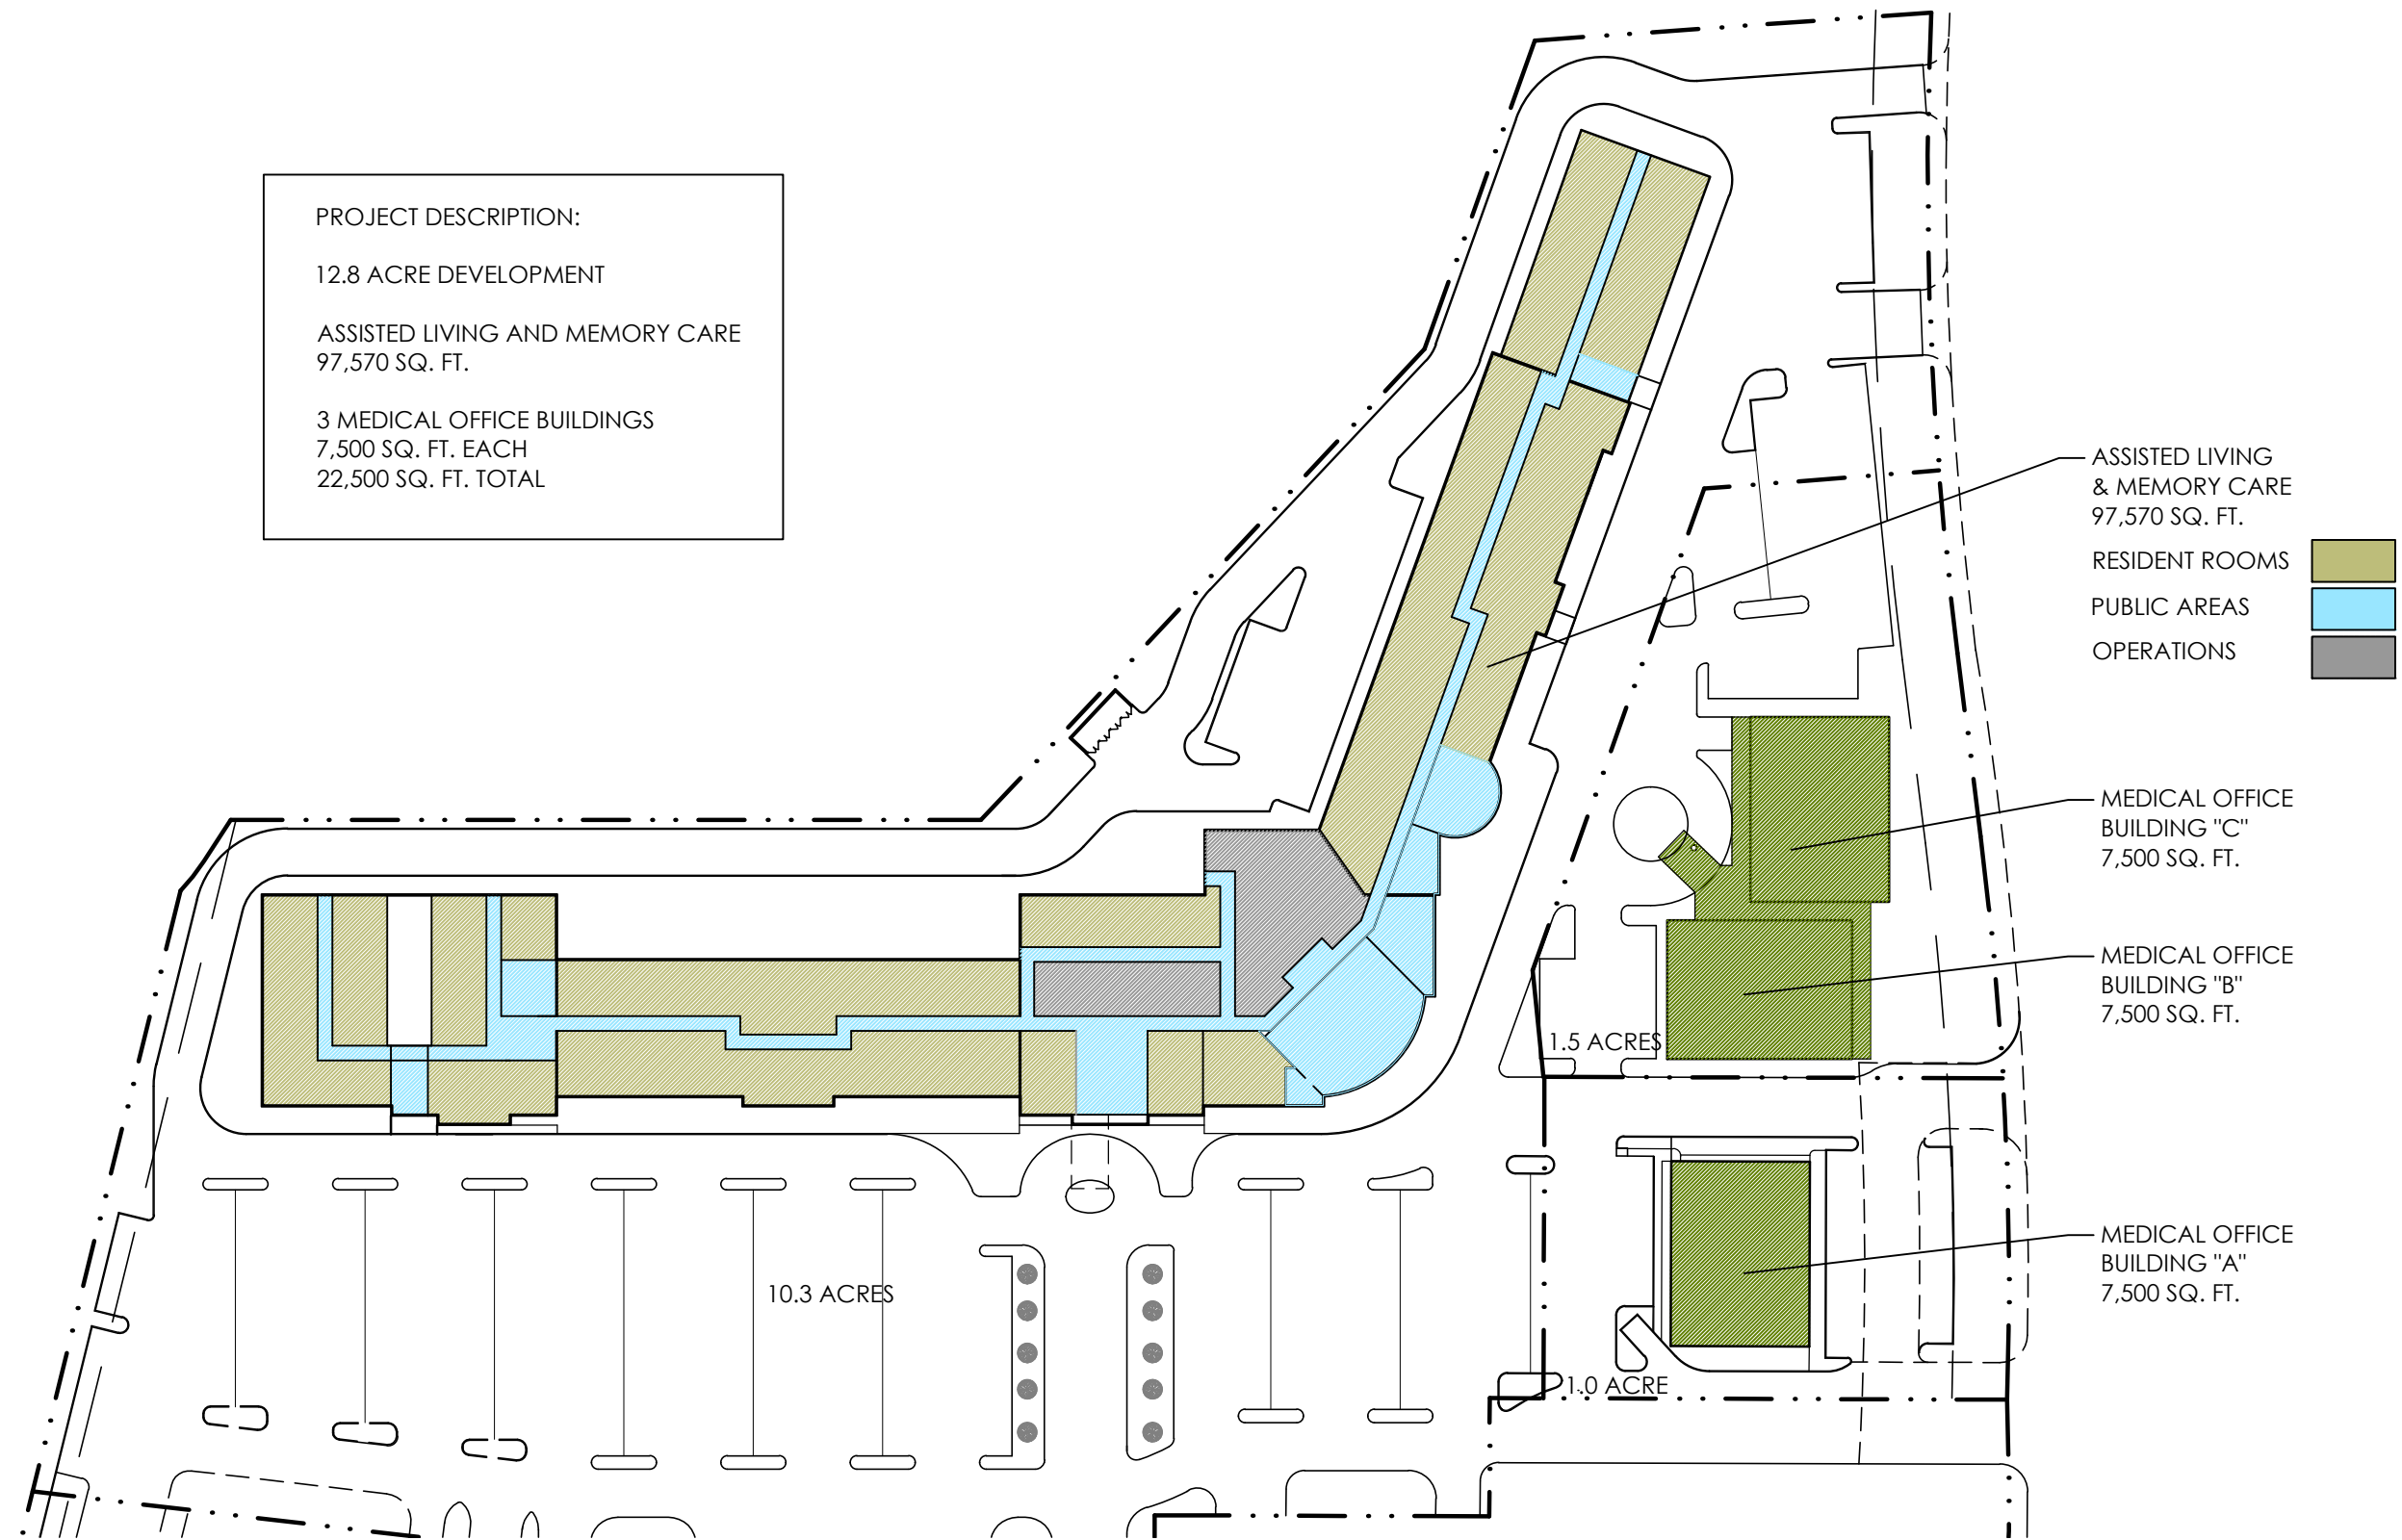 PROJECT DESCRIPTION:
12.8 ACRE DEVELOPMENT
ASSISTED LIVING AND MEMORY CARE
97,570 SQ. FT.
3 MEDICAL OFFICE BUILDINGS
7,500 SQ. FT. EACH
22,500 SQ. FT. TOTAL
ASSISTED LIVING
& MEMORY CARE
97,570 SQ. FT.
RESIDENT ROOMS
PUBLIC AREAS
OPERATIONS
MEDICAL OFFICE
BUILDING "C"
7,500 SQ. FT.
MEDICAL OFFICE
BUILDING "B"
7,500 SQ. FT.
1.5 ACRES
MEDICAL OFFICE
BUILDING "A"
7,500 SQ. FT.
10.3 ACRES
1.0 ACRE